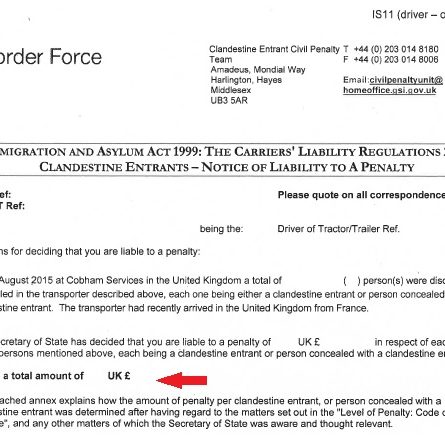 IS11 (driver – o
order Force
Clandestine Entrant Civil Penalty T +44 (0) 203 014 8180
Team F +44 (0) 203 014 8006
Amadeus, Mondial Way
Harlington, Hayes Email:civilpenaltyunit@
Middlesex homeoffice.gsi.gov.uk
UB3 5AR
MIGRATION AND ASYLUM ACT 1999: THE CARRIERS' LIABILITY REGULATIONS
CLANDESTINE ENTRANTS – NOTICE OF LIABILITY TO A PENALTY
ef: Please quote on all correspondence
T Ref:
being the: Driver of Tractor/Trailer Ref.
ns for deciding that you are liable to a penalty:
August 2015 at Cobham Services in the United Kingdom a total of ( ) person(s) were disc
led in the transporter described above, each one being either a clandestine entrant or person concealed
stine entrant. The transporter had recently arrived in the United Kingdom from France.
cretary of State has decided that you are liable to a penalty of UK £ in respect of each
persons mentioned above, each being a clandestine entrant or person concealed with a clandestine en
a total amount of UK £
ached annex explains how the amount of penalty per clandestine entrant, or person concealed with a
stine entrant was determined after having regard to the matters set out in the "Level of Penalty: Code o
e", and any other matters of which the Secretary of State was aware and thought relevant.